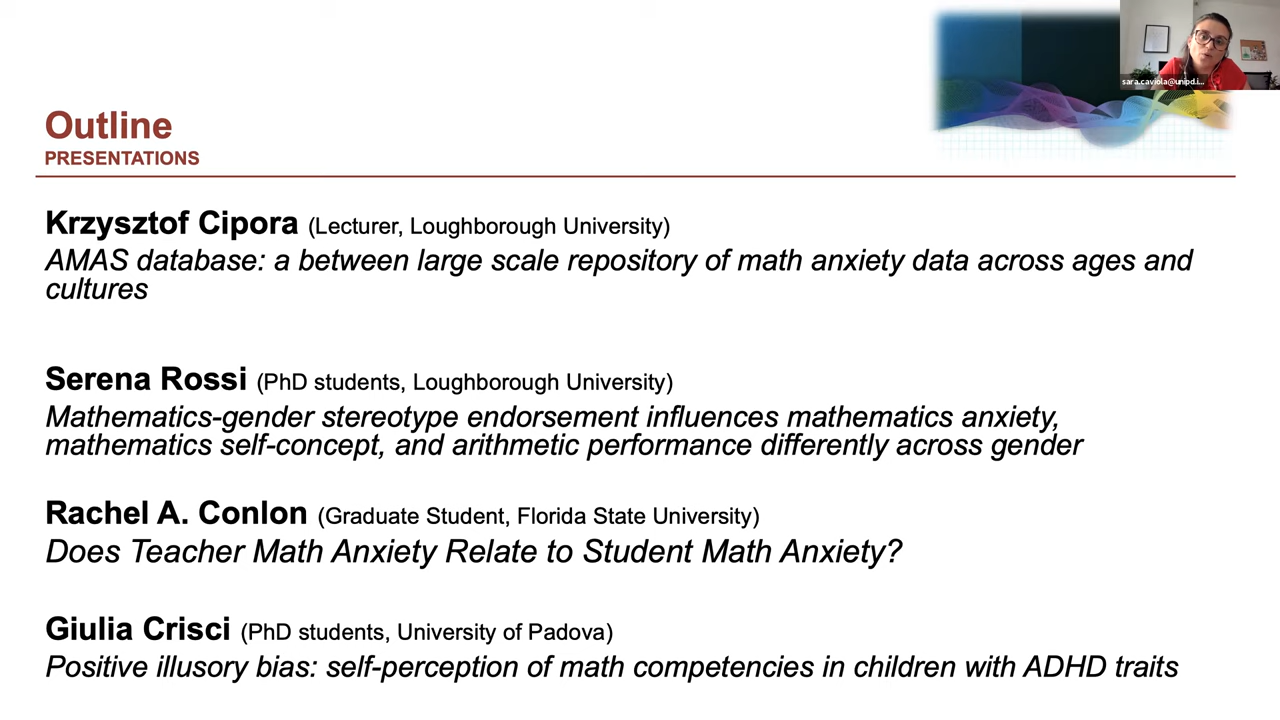 sara.caviola@unipd.i...
Outline
PRESENTATIONS
Krzysztof Cipora (Lecturer, Loughborough University)
AMAS database: a between large scale repository of math anxiety data across ages and
cultures
Serena Rossi (PhD students, Loughborough University)
Mathematics-gender stereotype endorsement influences mathematics anxiety,
mathematics self-concept, and arithmetic performance differently across gender
Rachel A. Conlon (Graduate Student, Florida State University)
Does Teacher Math Anxiety Relate to Student Math Anxiety?
Giulia Crisci (PhD students, University of Padova)
Positive illusory bias: self-perception of math competencies in children with ADHD traits